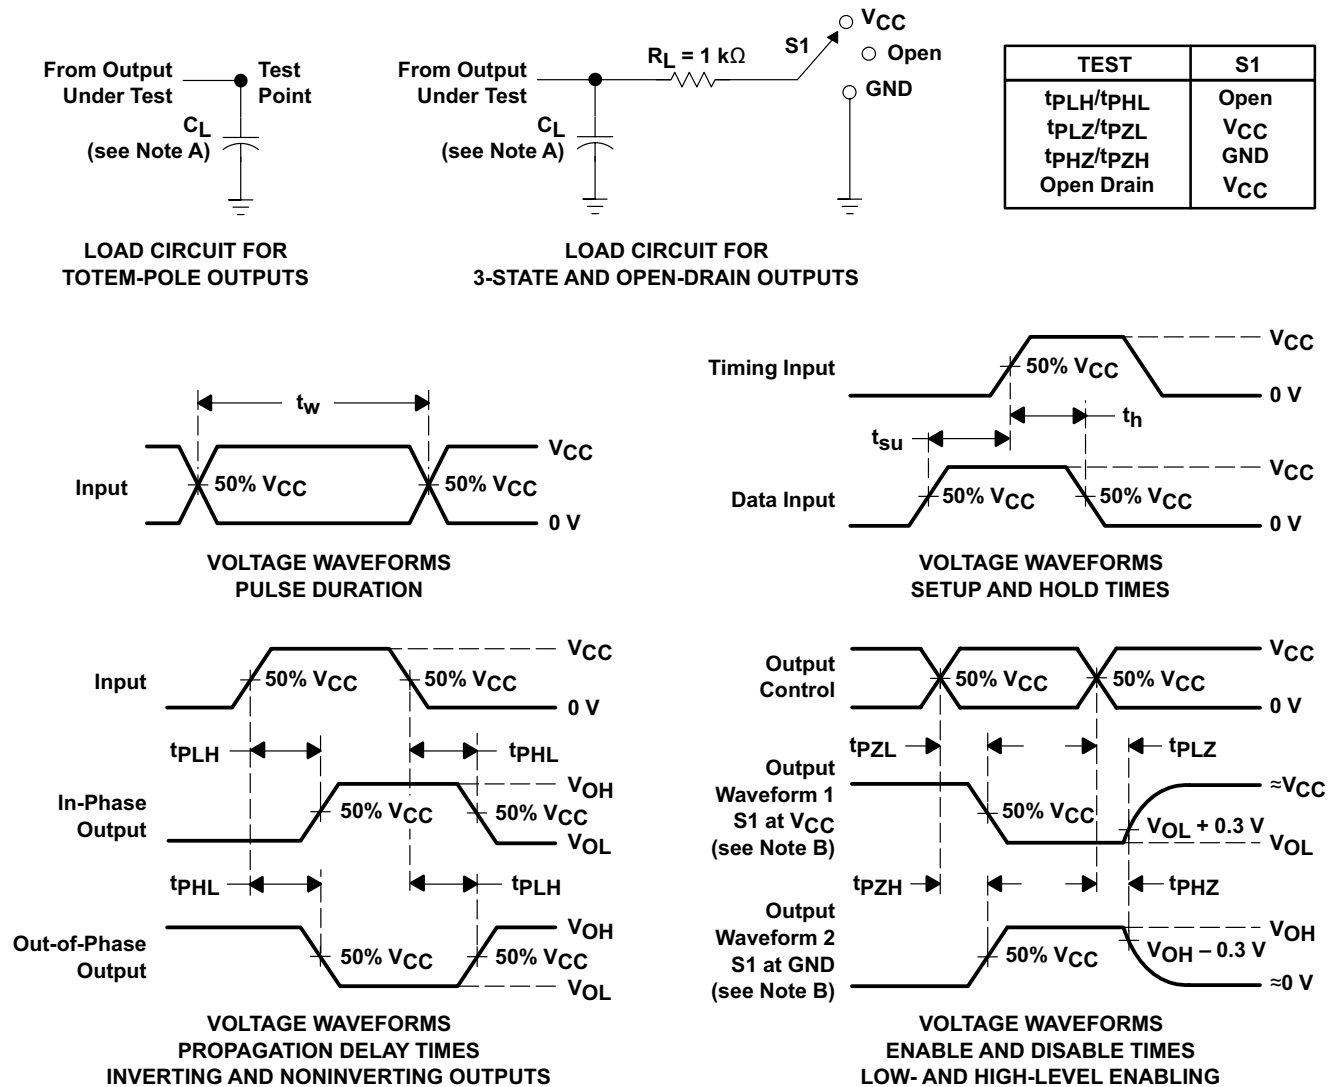 From Output
Under Test
Test
Point
CL
(see Note A)
LOAD CIRCUIT FOR
TOTEM-POLE OUTPUTS
From Output
Under Test
RL = 1 kΩ
S1
VCC
Open
GND
CL
(see Note A)
LOAD CIRCUIT FOR
3-STATE AND OPEN-DRAIN OUTPUTS
TEST S1
tPLH/tPHL Open
tPLZ/tPZL VCC
tPHZ/tPZH GND
Open Drain VCC
tw
Input
50% VCC
50% VCC
VCC
0 V
VOLTAGE WAVEFORMS
PULSE DURATION
Timing Input
50% VCC
VCC
0 V
tsu
th
Data Input
50% VCC
50% VCC
VCC
0 V
VOLTAGE WAVEFORMS
SETUP AND HOLD TIMES
Input
50% VCC
50% VCC
VCC
0 V
tPLH
tPHL
In-Phase
Output
50% VCC
50% VCC
VOH
VOL
tPHL
tPLH
Out-of-Phase
Output
50% VCC
50% VCC
VOH
VOL
VOLTAGE WAVEFORMS
PROPAGATION DELAY TIMES
INVERTING AND NONINVERTING OUTPUTS
Output
Control
50% VCC
50% VCC
VCC
0 V
tPZL
tPLZ
Output
Waveform 1
S1 at VCC
(see Note B)
50% VCC
≈VCC
VOL + 0.3 V
VOL
tPZH
tPHZ
Output
Waveform 2
S1 at GND
(see Note B)
50% VCC
VOH
VOH – 0.3 V
≈0 V
VOLTAGE WAVEFORMS
ENABLE AND DISABLE TIMES
LOW- AND HIGH-LEVEL ENABLING